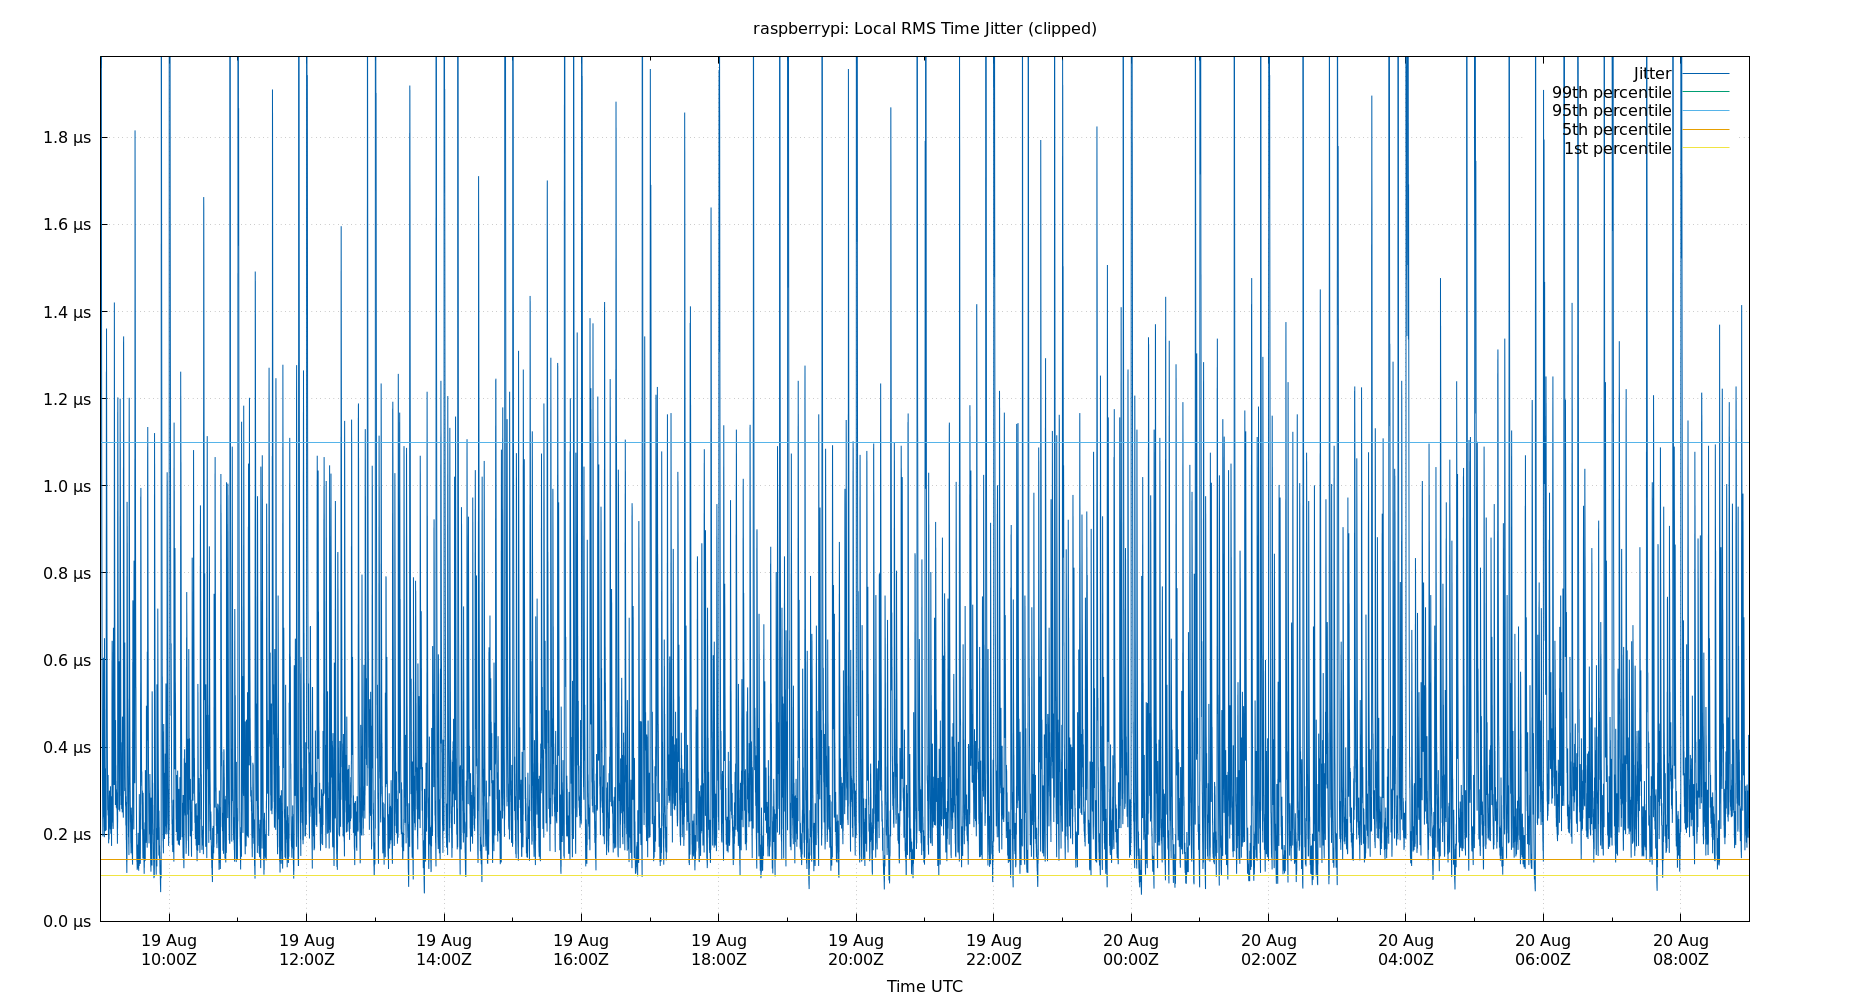 raspberrypi: Local RMS Time Jitter (clipped)
Jitter
99th percentile
95th percentile
5th percentile
1st percentile
1.8 µs
1.6 µs
1.4 µs
1.2 µs
1.0 µs
0.8 µs
0.6 µs
0.4 µs
0.2 µs
0.0 µs
19 Aug 19 Aug 19 Aug 19 Aug 19 Aug 19 Aug 19 Aug 20 Aug 20 Aug 20 Aug 20 Aug 20 Aug
10:00Z 12:00Z 14:00Z 16:00Z 18:00Z 20:00Z 22:00Z 00:00Z 02:00Z 04:00Z 06:00Z 08:00Z
Time UTC